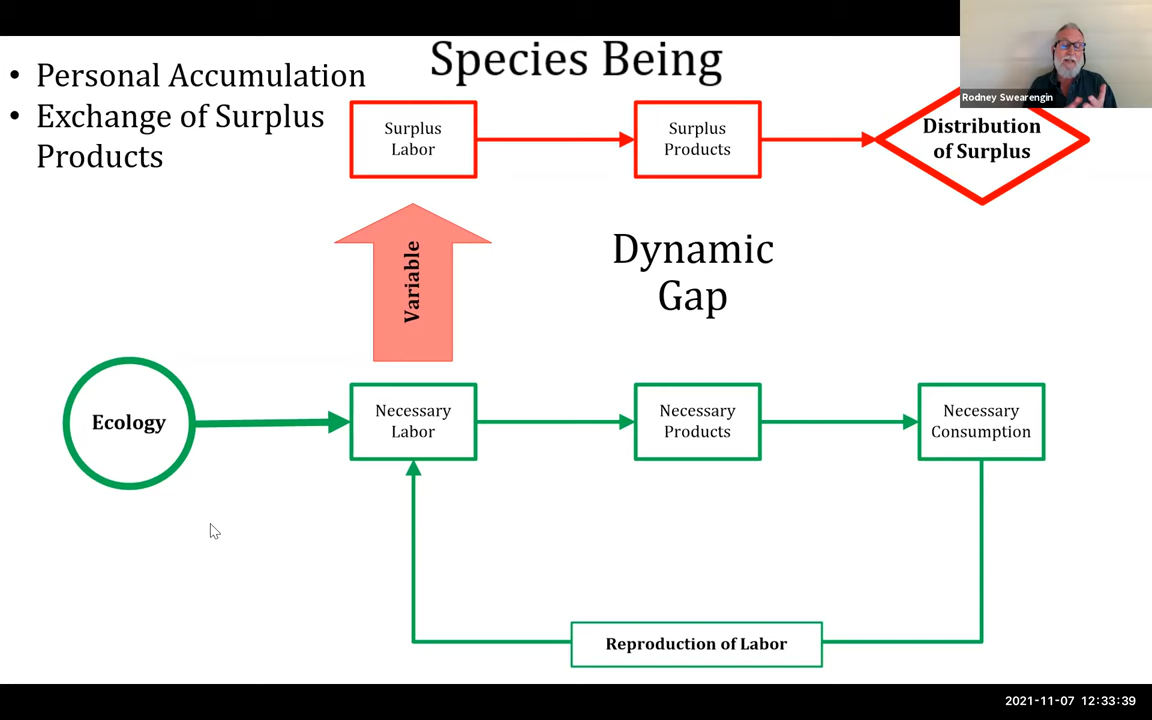 Species Being
• Personal Accumulation
• Exchange of Surplus
Products
Rodney Swearengin
Surplus
Labor
Surplus
Products
Distribution
of Surplus
Variable
Dynamic
Gap
Ecology
Necessary
Labor
Necessary
Products
Necessary
Consumption
Reproduction of Labor
2021-11-07 12:33:39